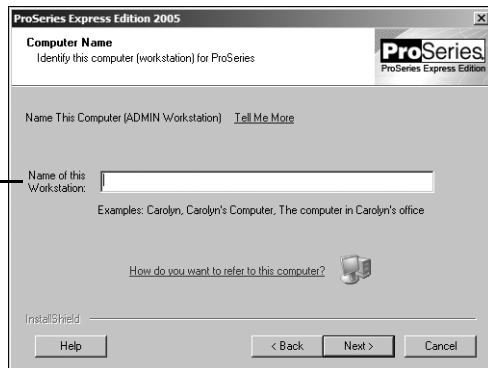 ProSeries Express Edition 2005
Computer Name
Identify this computer (workstation) for ProSeries
ProSeries.
ProSeries Express Edition
Name This Computer (ADMIN Workstation) Tell Me More
Name of this
Workstation:
Examples: Carolyn, Carolyn's Computer, The computer in Carolyn's office
How do you want to refer to this computer?
InstallShield
Help < Back Next > Cancel